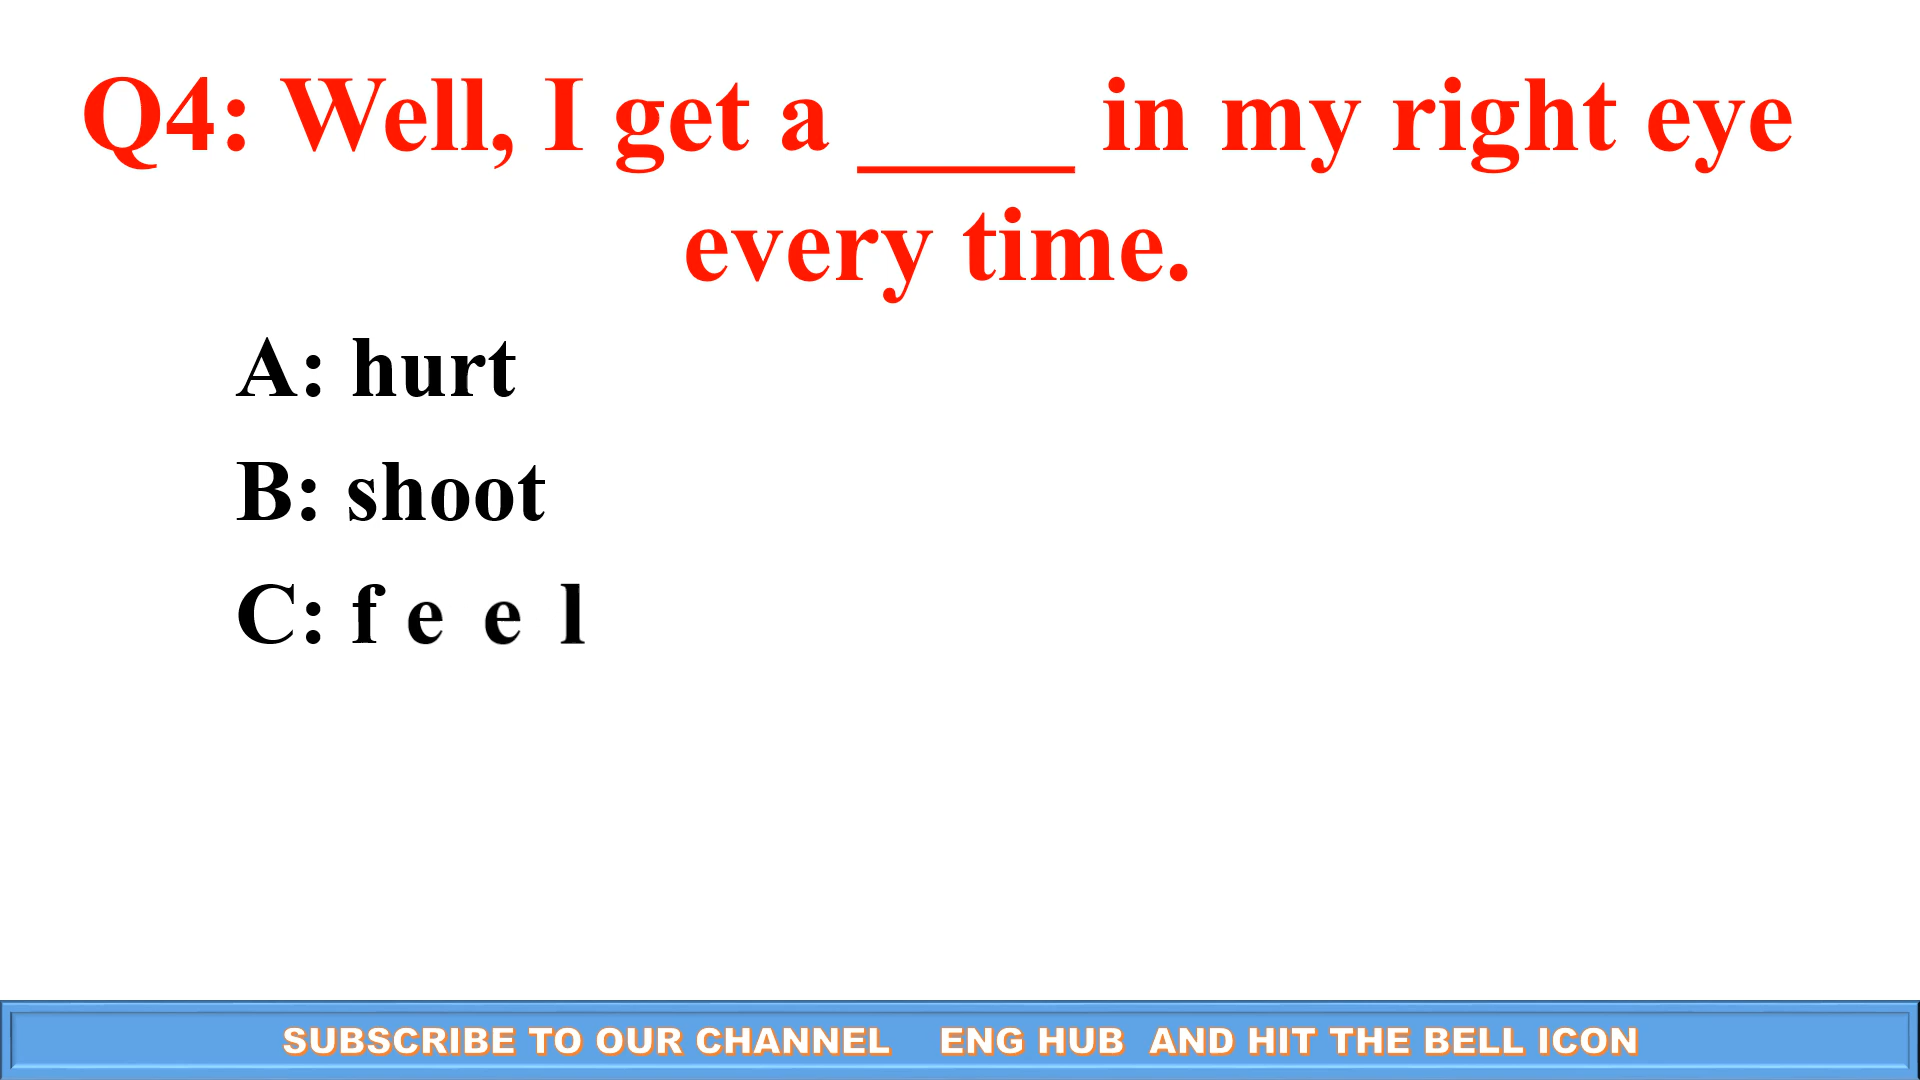 Q4: Well, I get a ____ in my right eye
every time.
A: hurt
B: shoot
C: f e e l
SUBSCRIBE TO OUR CHANNEL ENG HUB AND HIT THE BELL ICON